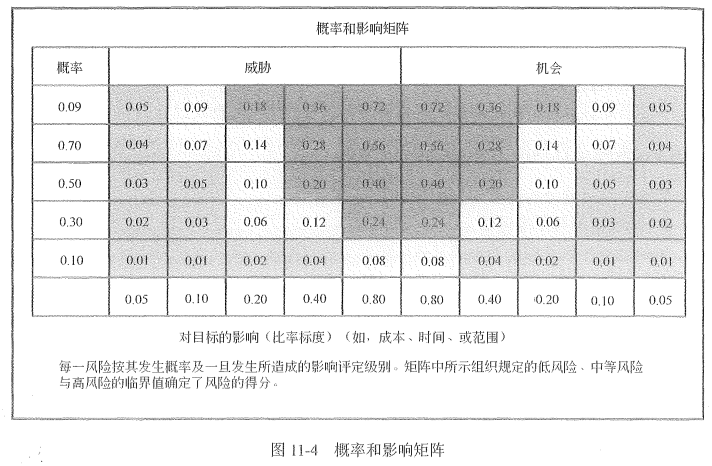 概率和影响矩阵
概率 威胁 机会
0.09 0.05 0.09 0.18 0.36 0.72 0.72 0.36 0.18 0.09 0.05
0.70 0.04 0.07 0.14 0.28 0.56 0.56 0.28 0.14 0.07 0.04
0.50 0.03 0.05 0.10 0.20 0.40 0.40 0.20 0.10 0.05 0.03
0.30 0.02 0.03 0.06 0.12 0.24 0.24 0.12 0.06 0.03 0.02
0.10 0.01 0.01 0.02 0.04 0.08 0.08 0.04 0.02 0.01 0.01
0.05 0.10 0.20 0.40 0.80 0.80 0.40 0.20 0.10 0.05
对目标的影响（比率标度）（如，成本、时间、或范围）
每一风险按其发生概率及一旦发生所造成的影响评定级别。矩阵中所示组织规定的低风险、中等风险
与高风险的临界值确定了风险的得分。
图 11-4 概率和影响矩阵